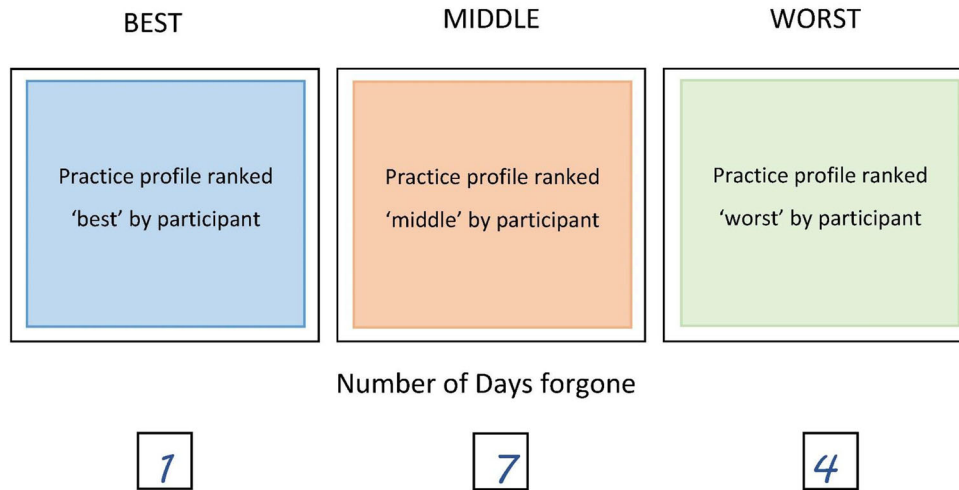 BEST
MIDDLE
WORST
Practice profile ranked
‘best’ by participant
Practice profile ranked
‘middle’ by participant
Practice profile ranked
‘worst’ by participant
Number of Days forgone
1
7
4